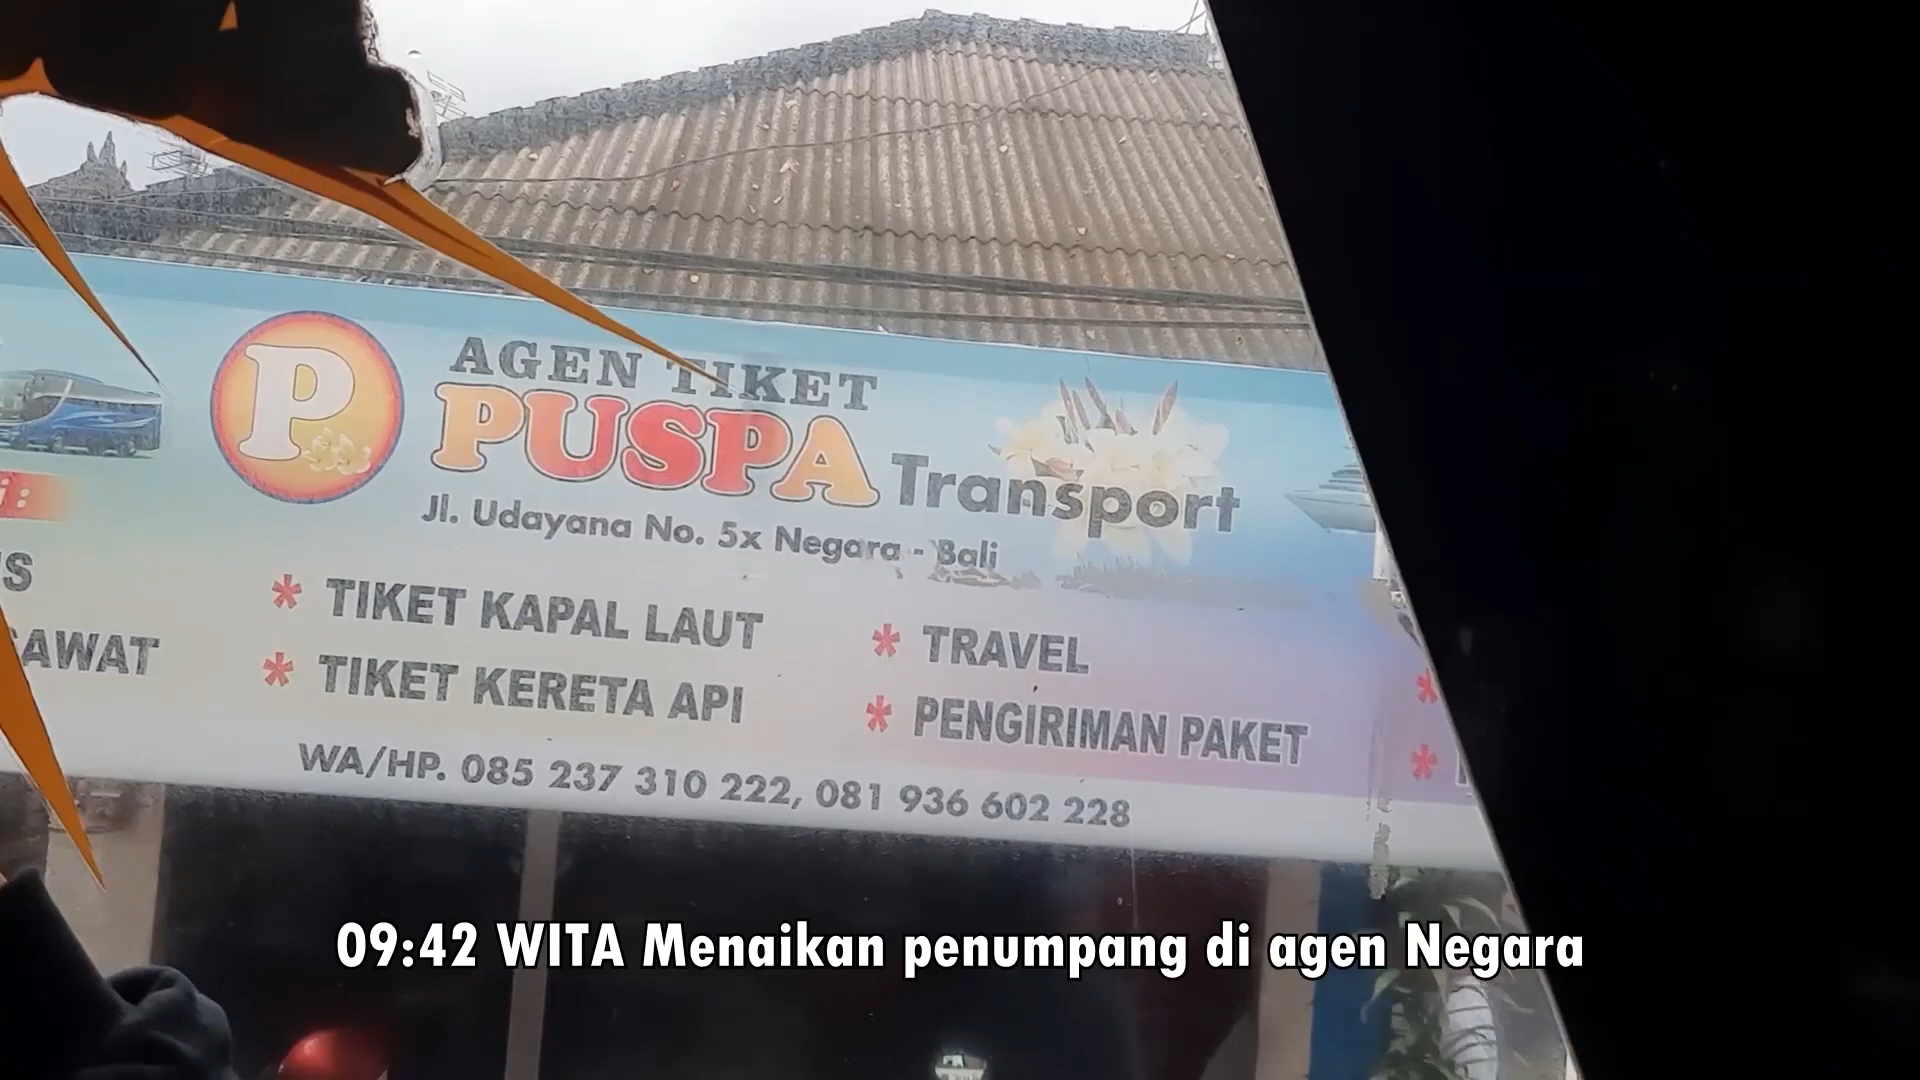 P
AGEN TIKET
PUSPA Transport
Jl. Udayana No. 5x Negara - Bali
* TIKET KAPAL LAUT
* TRAVEL
* TIKET KERETA API
* PENGIRIMAN PAKET
WA/HP. 085 237 310 222, 081 936 602 228
09:42 WITA Menaikan penumpang di agen Negara